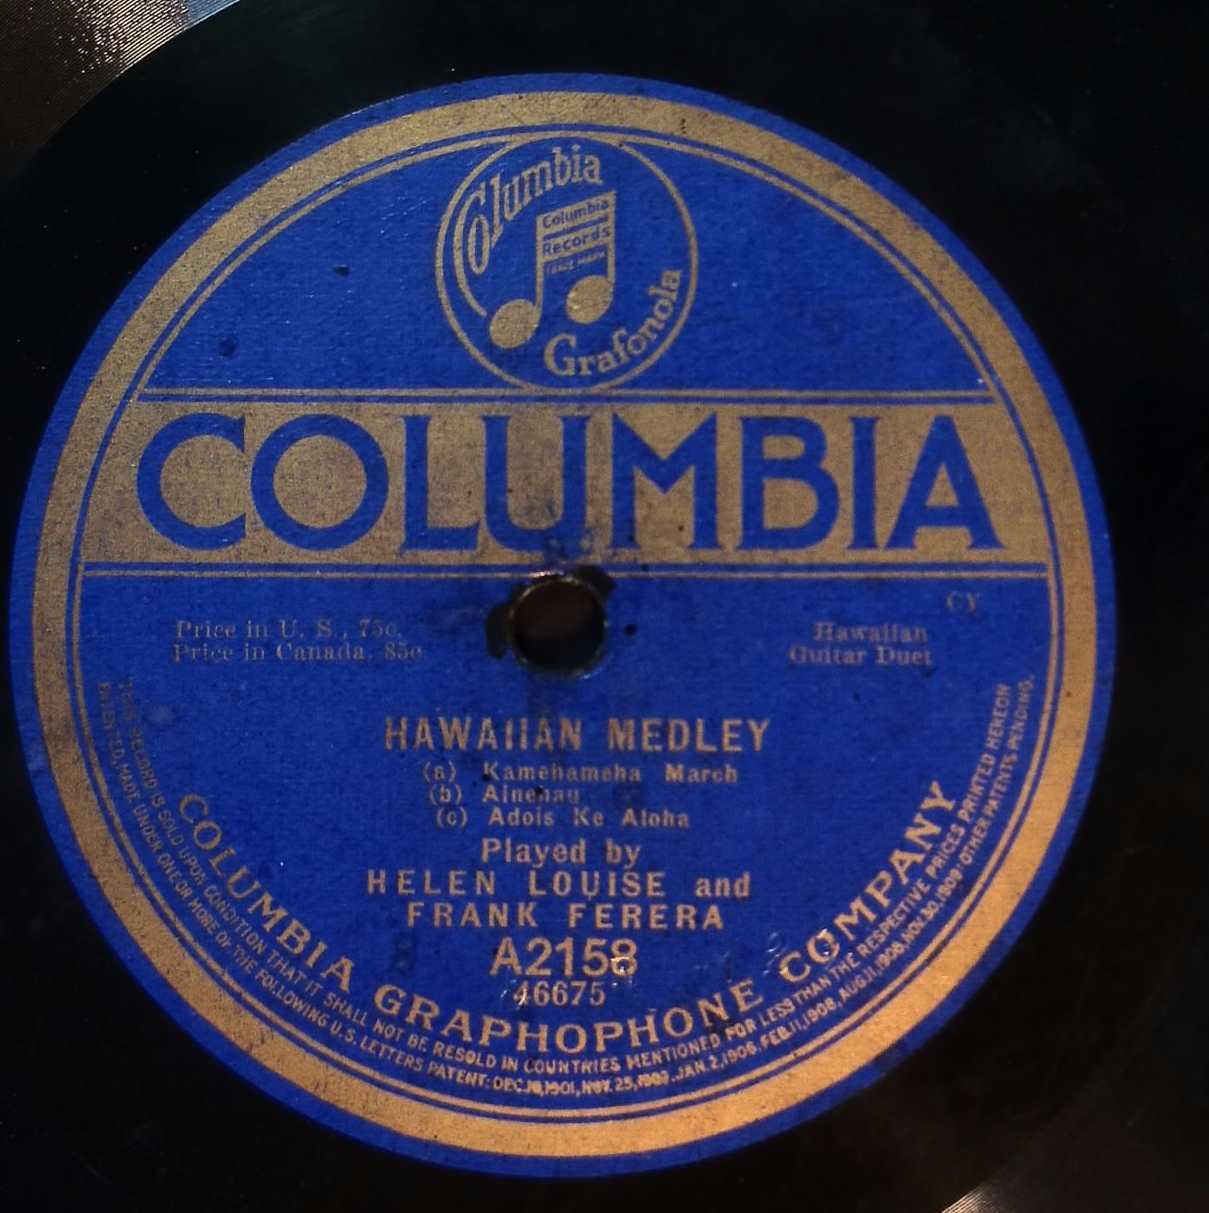 Columbia
Columbia
Records
TRADE MARK
Grafonola
COLUMBIA
CY
Price in U. S., 75c.
Price in Canada, 85c
Hawaiian
Guitar Duet
HAWAIIAN MEDLEY
(a) Kamehameha March
(b) Ainehau
(c) Adois Ke Aloha
Played by
HELEN LOUISE and
FRANK FERERA
A2158
46675
COLUMBIA GRAPHOPHONE COMPANY
THIS RECORD IS SOLD UPON CONDITION THAT IT SHALL NOT BE RESOLD IN COUNTRIES MENTIONED FOR LESS THAN THE RESPECTIVE PRICES PRINTED HEREON
PATENTED, MADE UNDER ONE OR MORE OF THE FOLLOWING U.S. LETTERS PATENT: DEC. 1901, NOV. 25, JAN. 2, 1906, FEB. 11, 1908, AUG. 11, 1908, NOV. 30, 1909 OTHER PATENTS PENDING.